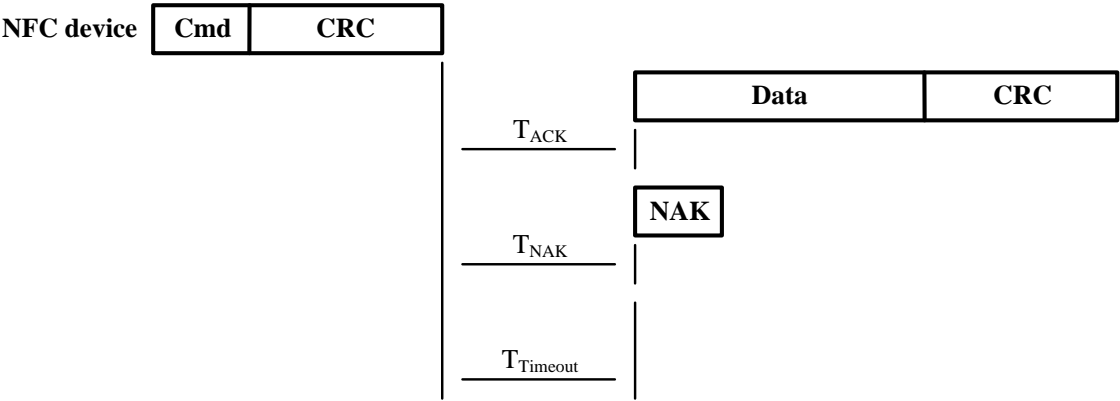 NFC device Cmd CRC
Data CRC
T_ACK
NAK
T_NAK
T_Timeout